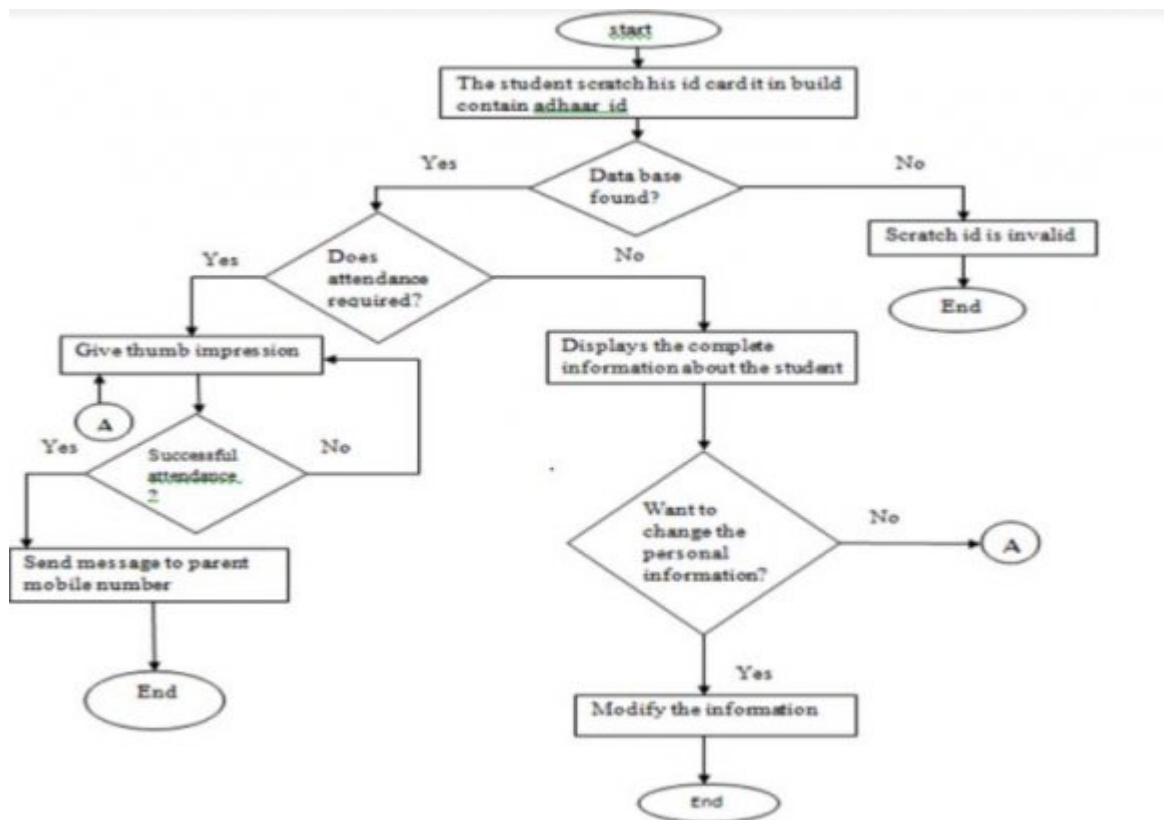 start
The student scratch his id card it in build
contain adhaar id
Yes
No
Data base
found?
Scratch id is invalid
End
Yes
No
Does
attendance
required?
Give thumb impression
Displays the complete
information about the student
A
Yes
No
Successful
attendance
?
Want to
change the
personal
information?
No
A
Send message to parent
mobile number
End
Yes
Modify the information
End